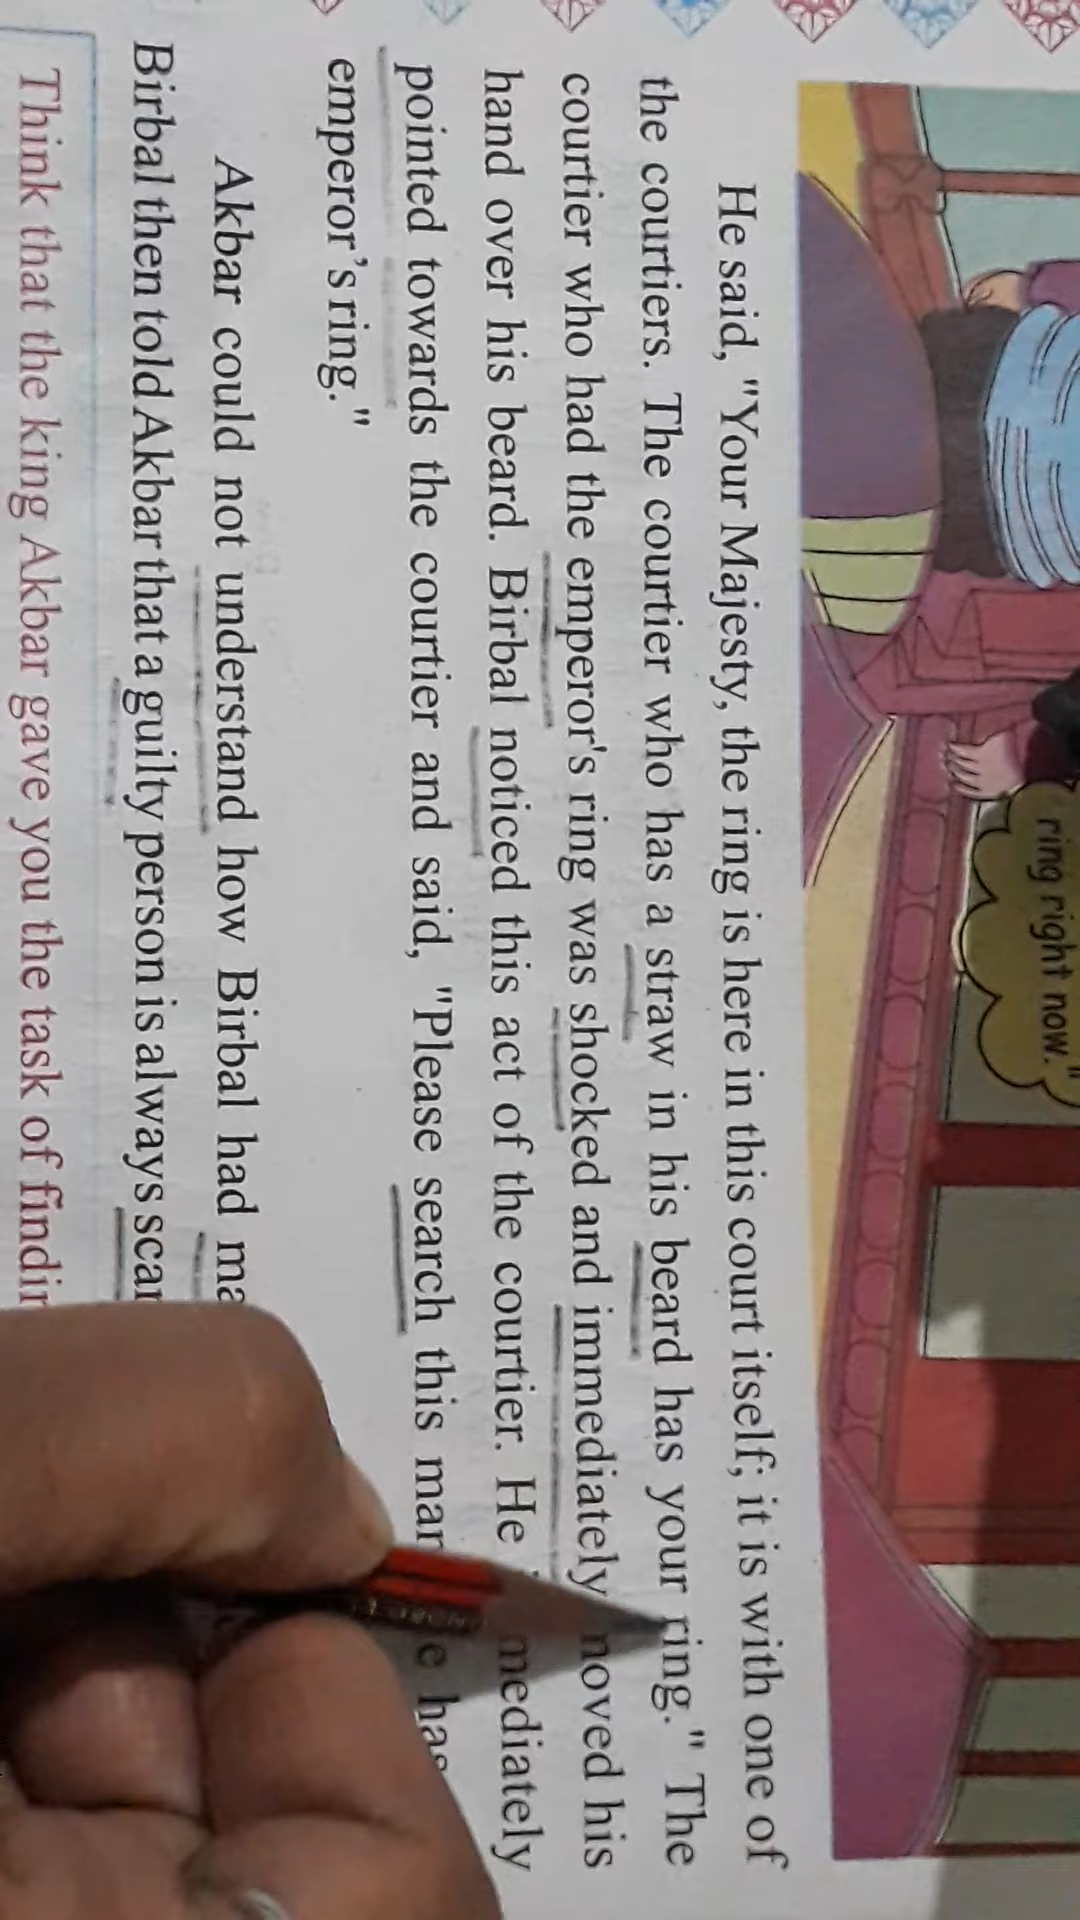 ring right now."
He said, "Your Majesty, the ring is here in this court itself; it is with one of
the courtiers. The courtier who has a straw in his beard has your ring." The
courtier who had the emperor's ring was shocked and immediately moved his
hand over his beard. Birbal noticed this act of the courtier. He immediately
pointed towards the courtier and said, "Please search this man has
emperor's ring."
Akbar could not understand how Birbal had
Birbal then told Akbar that a guilty person is always
Think that the king Akbar gave you the task of